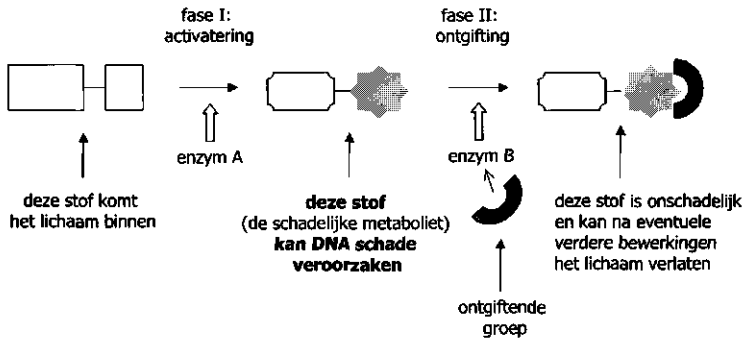 fase I:
activatering
fase II:
ontgifting
enzym A
enzym B
deze stof komt
het lichaam binnen
deze stof
(de schadelijke metaboliet)
kan DNA schade
veroorzaken
deze stof is onschadelijk
en kan na eventuele
verdere bewerkingen
het lichaam verlaten
ontgiftende
groep